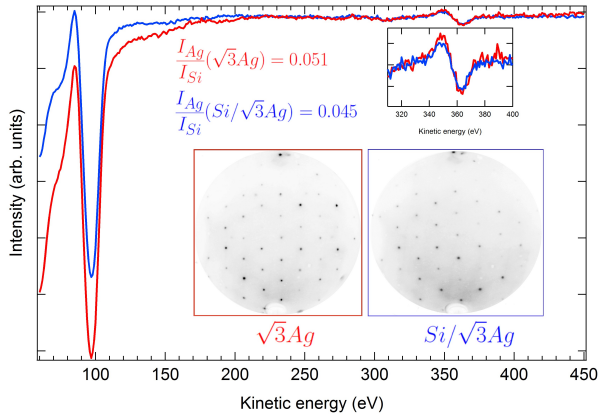 Intensity (arb. units)
I_Ag/I_Si (√3Ag) = 0.051
I_Ag/I_Si (Si/√3Ag) = 0.045
320 340 360 380 400
Kinetic energy (eV)
√3Ag
Si/√3Ag
100 150 200 250 300 350 400 450
Kinetic energy (eV)